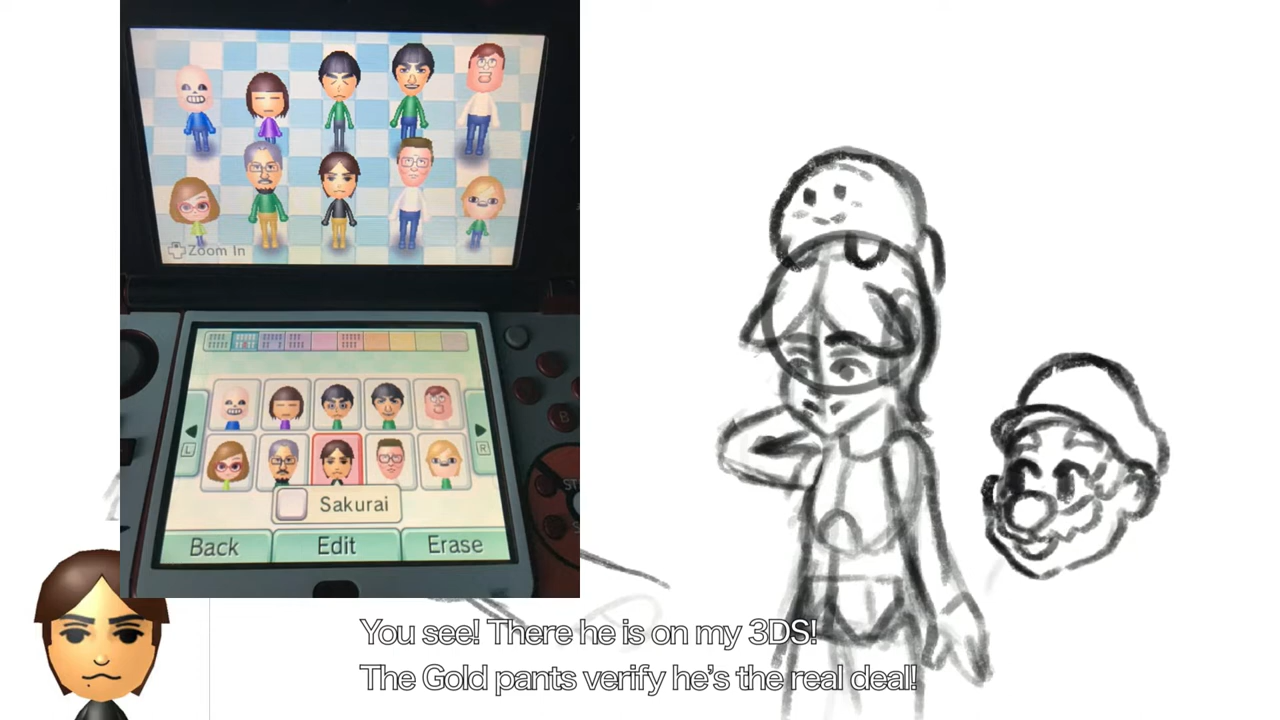 Zoom In
L
R
B
Sakurai
ST
Back
Edit
Erase
You see! There he is on my 3DS!
The Gold pants verify he's the real deal!